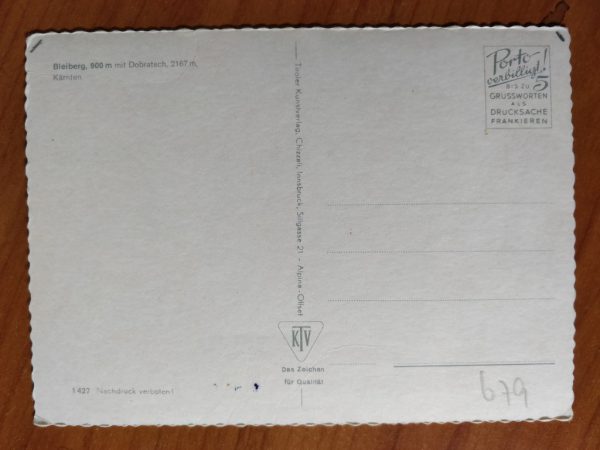 Bleiberg, 900 m mit Dobratsch, 2167 m,
Kärnten
Tiroler Kunstverlag, Chizzali, Innsbruck, Sillgasse 21 - Alpina-Offset
Porto
verbilligt!
BIS ZU 5
GRUSSWORTEN
ALS
DRUCKSACHE
FRANKIEREN
KTV
Das Zeichen
für Qualität
1427 Nachdruck verboten!
679